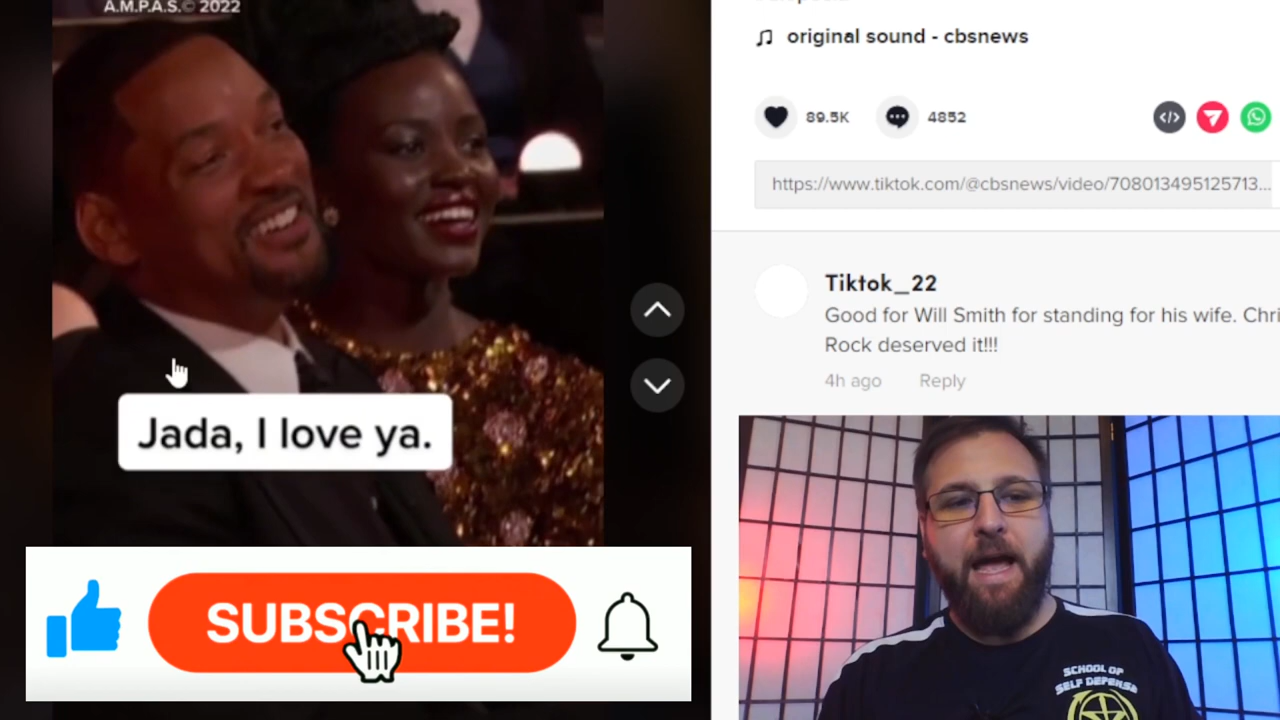 A.M.P.A.S.© 2022
Jada, I love ya.
SUBSCRIBE!
original sound - cbsnews
89.5K
4852
https://www.tiktok.com/@cbsnews/video/708013495125713...
Tiktok_22
Good for Will Smith for standing for his wife. Chri
Rock deserved it!!!
4h ago Reply
SCHOOL OF
SELF DEFENSE